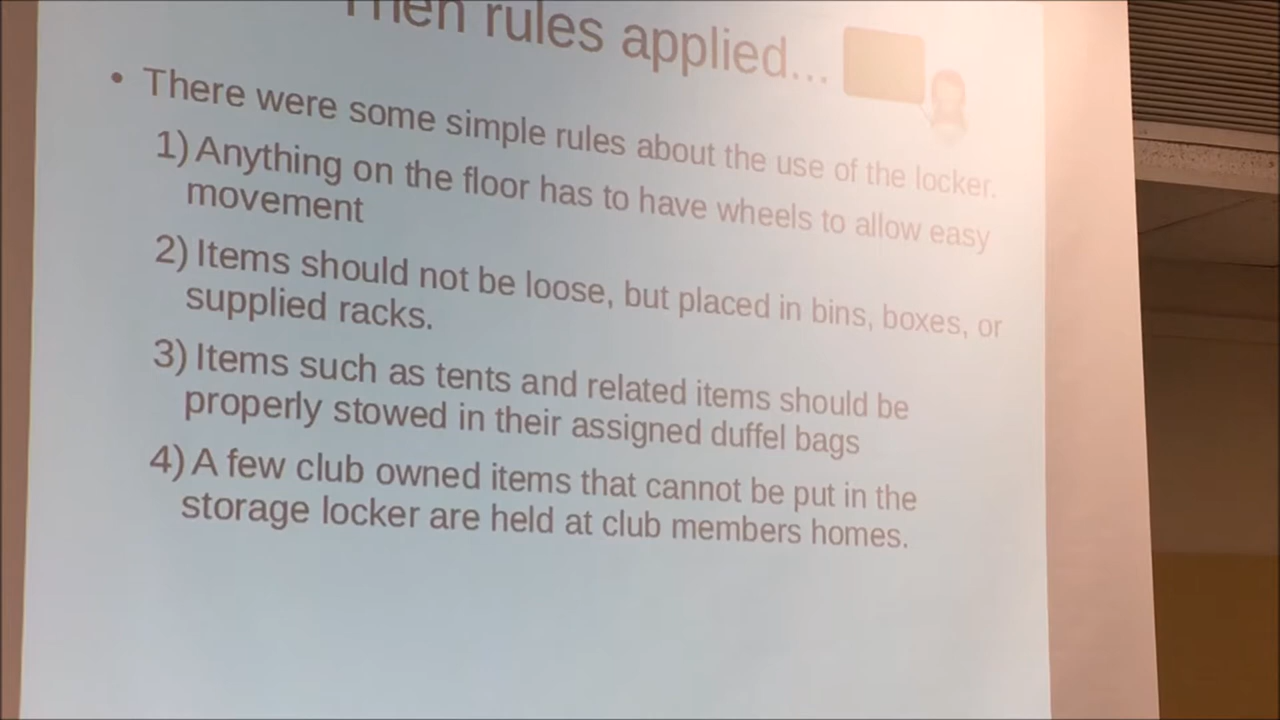 Then rules applied...
• There were some simple rules about the use of the locker.
1) Anything on the floor has to have wheels to allow easy
movement
2) Items should not be loose, but placed in bins, boxes, or
supplied racks.
3) Items such as tents and related items should be
properly stowed in their assigned duffel bags
4) A few club owned items that cannot be put in the
storage locker are held at club members homes.